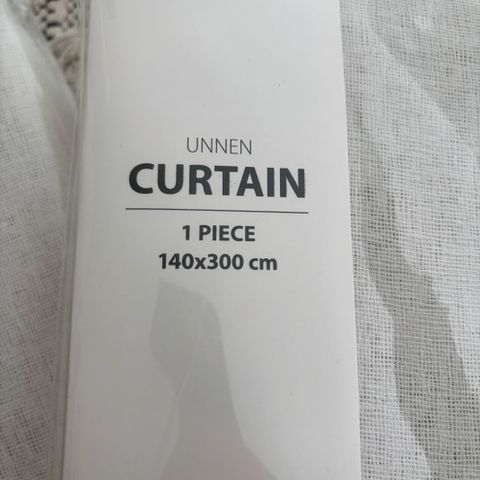 UNNEN
CURTAIN
1 PIECE
140x300 cm